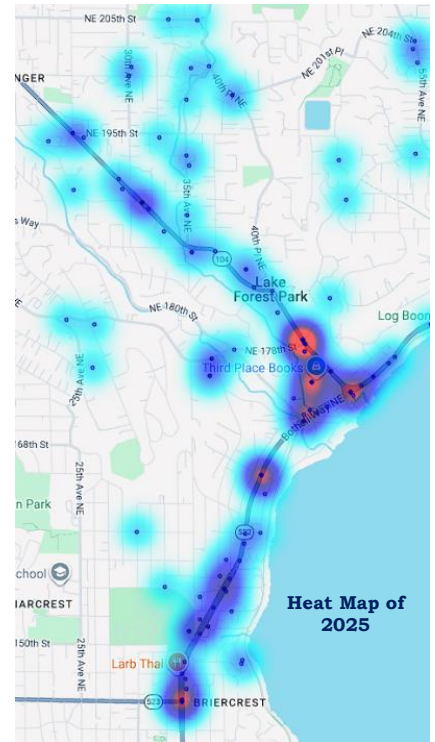 NE 205th St
NE 204th St
NE 201st Pl
30th Ave NE
55th Ave NE
NGER
40th Pl NE
NE 195th St
35th Ave NE
s Way
40th Pl NE
104
Lake
Forest Park
NE 180th St
Log Boom
NE 178th St
Third Place Books
25th Ave NE
Bothell Way NE
168th St
25th Ave NE
n Park
522
chool
IARCREST
Heat Map of
2025
150th St
25th Ave NE
Larb Thai
523
BRIERCREST